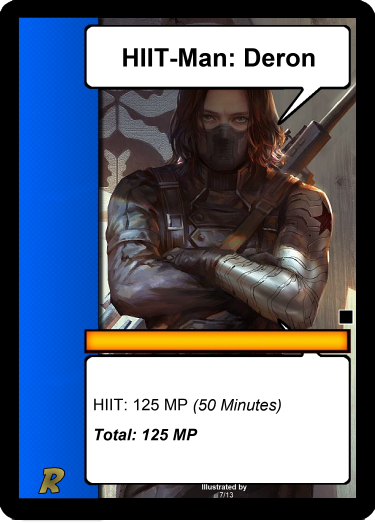 HIIT-Man: Deron
HIIT: 125 MP (50 Minutes)
Total: 125 MP
R
Illustrated by
7/13